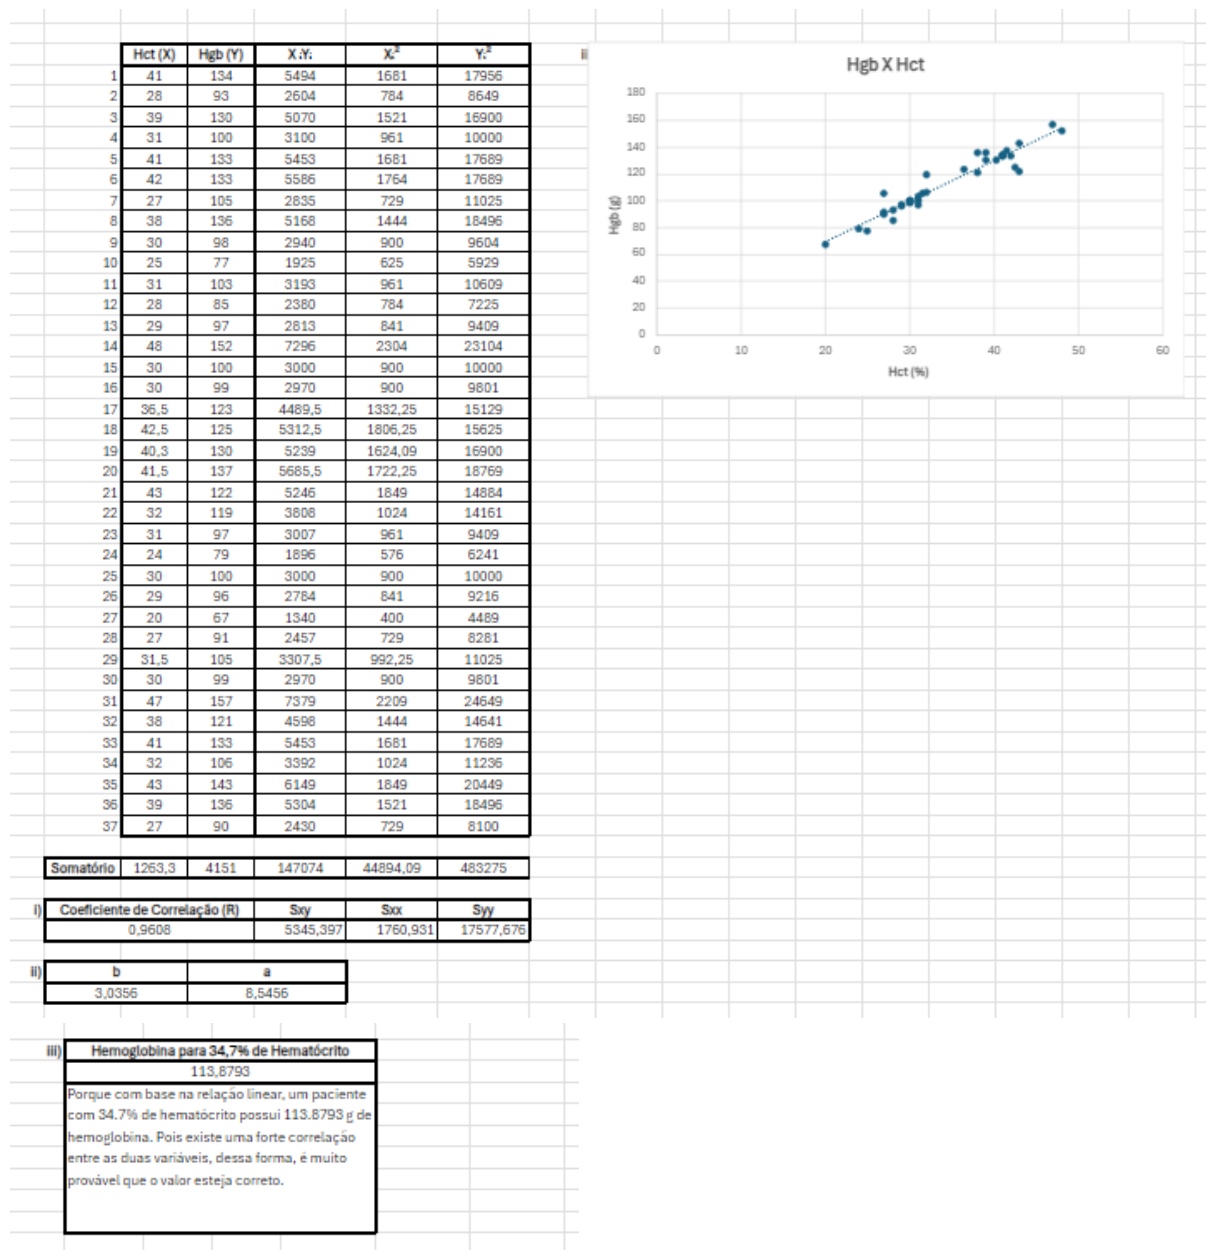 Hct (X) Hgb (Y) XᵢYᵢ Xᵢ² Yᵢ²
1 41 134 5494 1681 17956
2 28 93 2604 784 8649
3 39 130 5070 1521 16900
4 31 100 3100 961 10000
5 41 133 5453 1681 17689
6 42 133 5586 1764 17689
7 27 105 2835 729 11025
8 38 136 5168 1444 18496
9 30 98 2940 900 9604
10 25 77 1925 625 5929
11 31 103 3193 961 10609
12 28 85 2380 784 7225
13 29 97 2813 841 9409
14 48 152 7296 2304 23104
15 30 100 3000 900 10000
16 30 99 2970 900 9801
17 36,5 123 4489,5 1332,25 15129
18 42,5 125 5312,5 1806,25 15625
19 40,3 130 5239 1624,09 16900
20 41,5 137 5685,5 1722,25 18769
21 43 122 5246 1849 14884
22 32 119 3808 1024 14161
23 31 97 3007 961 9409
24 24 79 1896 576 6241
25 30 100 3000 900 10000
26 29 96 2784 841 9216
27 20 67 1340 400 4489
28 27 91 2457 729 8281
29 31,5 105 3307,5 992,25 11025
30 30 99 2970 900 9801
31 47 157 7379 2209 24649
32 38 121 4598 1444 14641
33 41 133 5453 1681 17689
34 32 106 3392 1024 11236
35 43 143 6149 1849 20449
36 39 136 5304 1521 18496
37 27 90 2430 729 8100
Somatório 1263,3 4151 147074 44894,09 483275
i) Coeficiente de Correlação (R) Sxy Sxx Syy
0,9608 5345,397 1760,931 17577,676
ii) b a
3,0356 8,5456
ii
Hgb X Hct
180
160
140
120
100
80
60
40
20
0
Hgb (g)
0 10 20 30 40 50 60
Hct (%)
iii) Hemoglobina para 34,7% de Hematócrito
113,8793
Porque com base na relação linear, um paciente
com 34.7% de hematócrito possui 113.8793 g de
hemoglobina. Pois existe uma forte correlação
entre as duas variáveis, dessa forma, é muito
provável que o valor esteja correto.